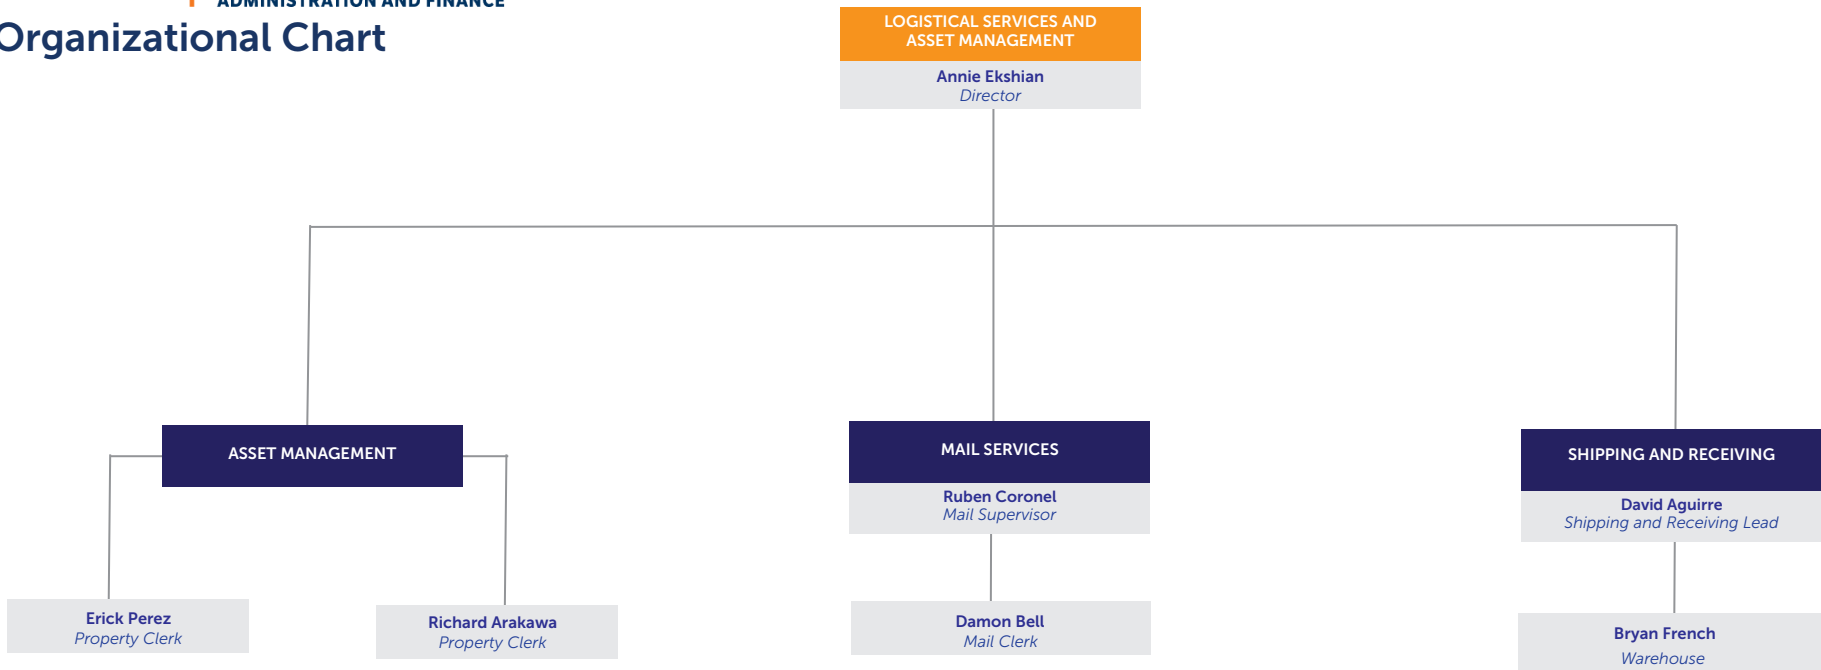 ADMINISTRATION AND FINANCE
Organizational Chart
LOGISTICAL SERVICES AND
ASSET MANAGEMENT
Annie Ekshian
Director
ASSET MANAGEMENT
Erick Perez
Property Clerk
Richard Arakawa
Property Clerk
MAIL SERVICES
Ruben Coronel
Mail Supervisor
Damon Bell
Mail Clerk
SHIPPING AND RECEIVING
David Aguirre
Shipping and Receiving Lead
Bryan French
Warehouse